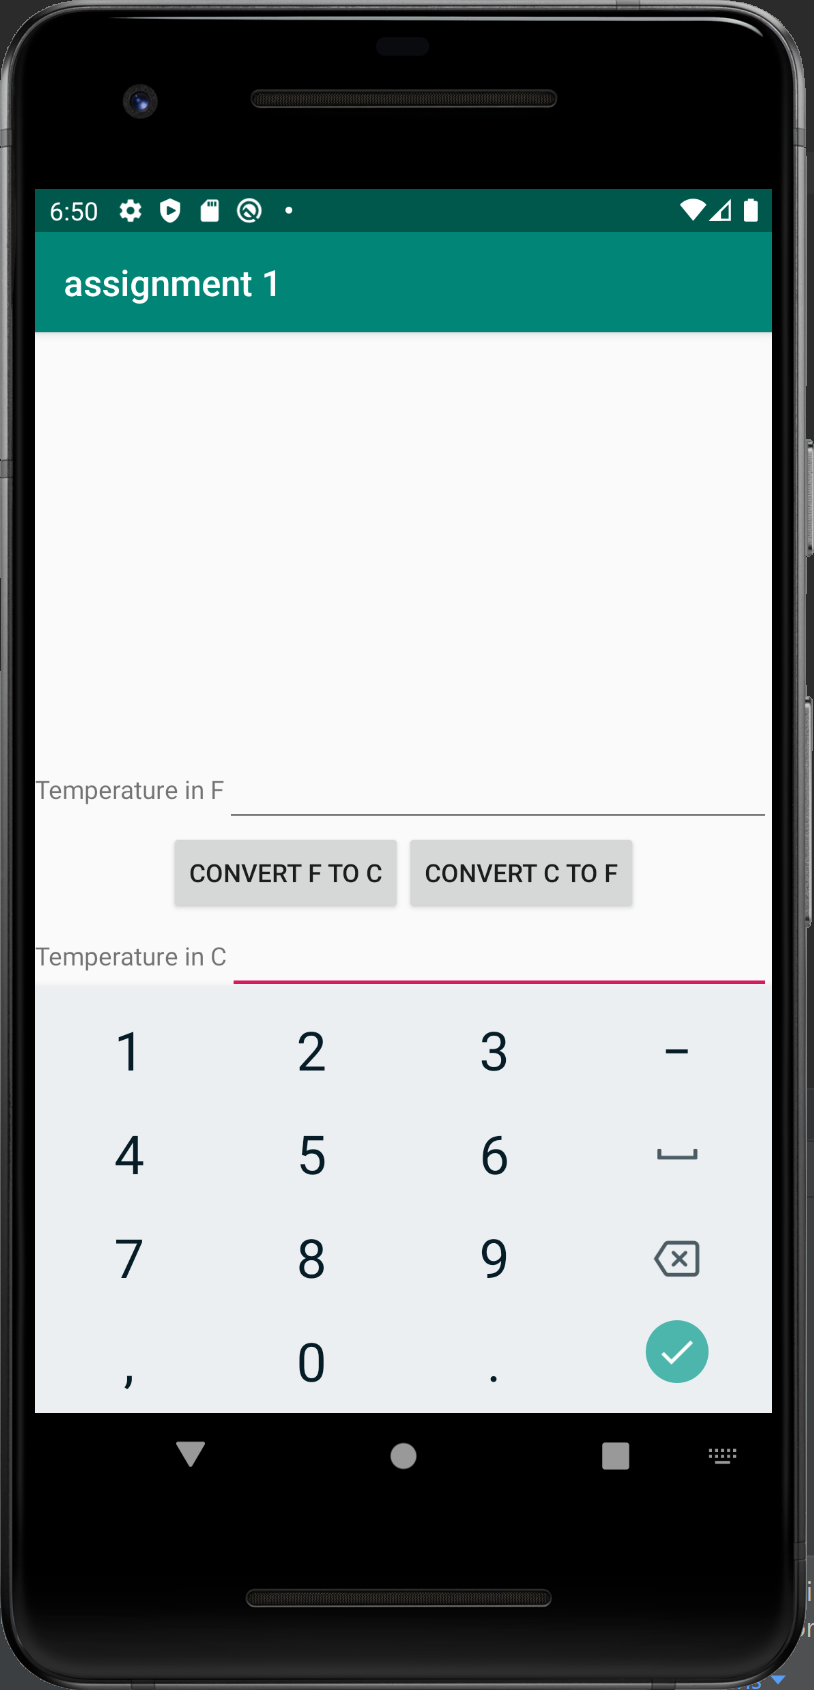 6:50
assignment 1
Temperature in F
CONVERT F TO C CONVERT C TO F
Temperature in C
1 2 3 -
4 5 6
7 8 9
, 0 .